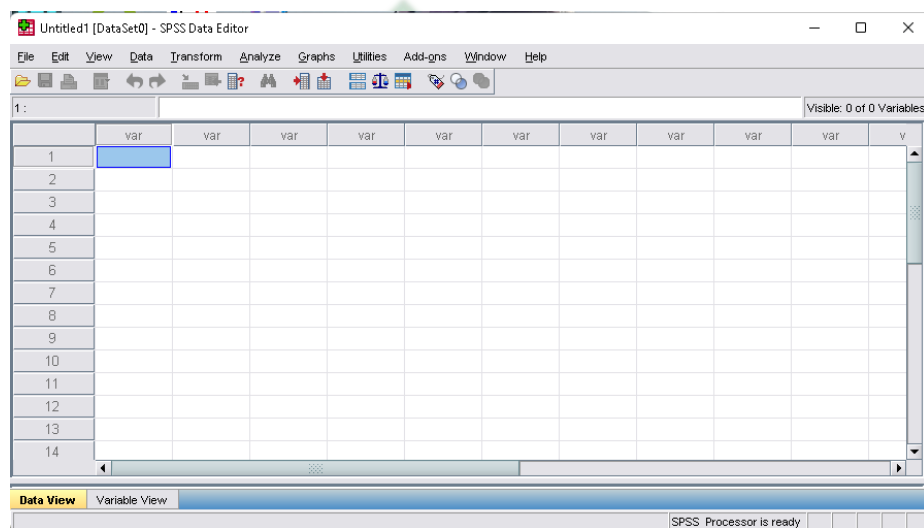 Untitled1 [DataSet0] - SPSS Data Editor
File Edit View Data Transform Analyze Graphs Utilities Add-ons Window Help
1 : Visible: 0 of 0 Variables
var var var var var var var var var var v
1
2
3
4
5
6
7
8
9
10
11
12
13
14
Data View Variable View
SPSS Processor is ready